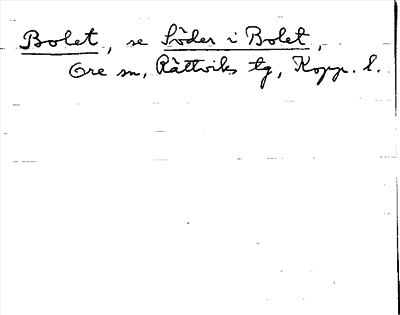 Bolet, se Söder i Bolet,
Ore sn, Rättviks tg, Kopp. l.